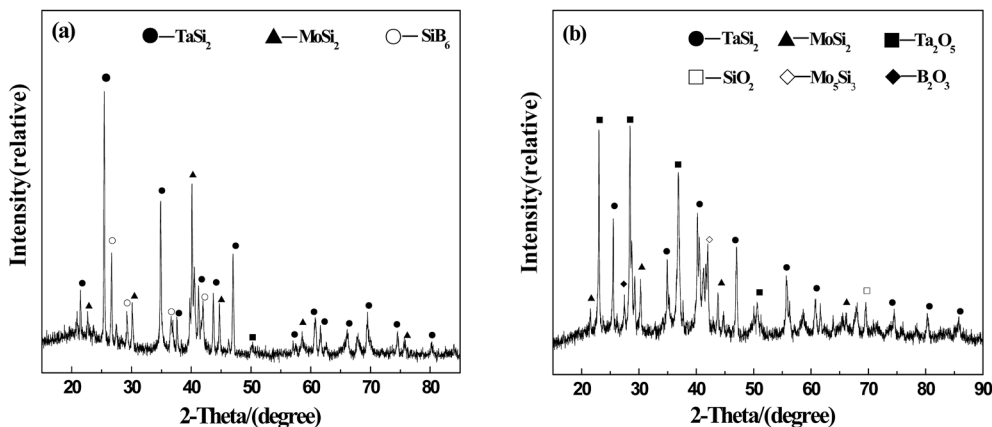 (a)
●—TaSi₂ ▲—MoSi₂ ○—SiB₆
Intensity(relative)
20 30 40 50 60 70 80
2-Theta/(degree)
(b)
●—TaSi₂ ▲—MoSi₂ ■—Ta₂O₅
□—SiO₂ ◇—Mo₅Si₃ ◆—B₂O₃
Intensity(relative)
20 30 40 50 60 70 80 90
2-Theta/(degree)